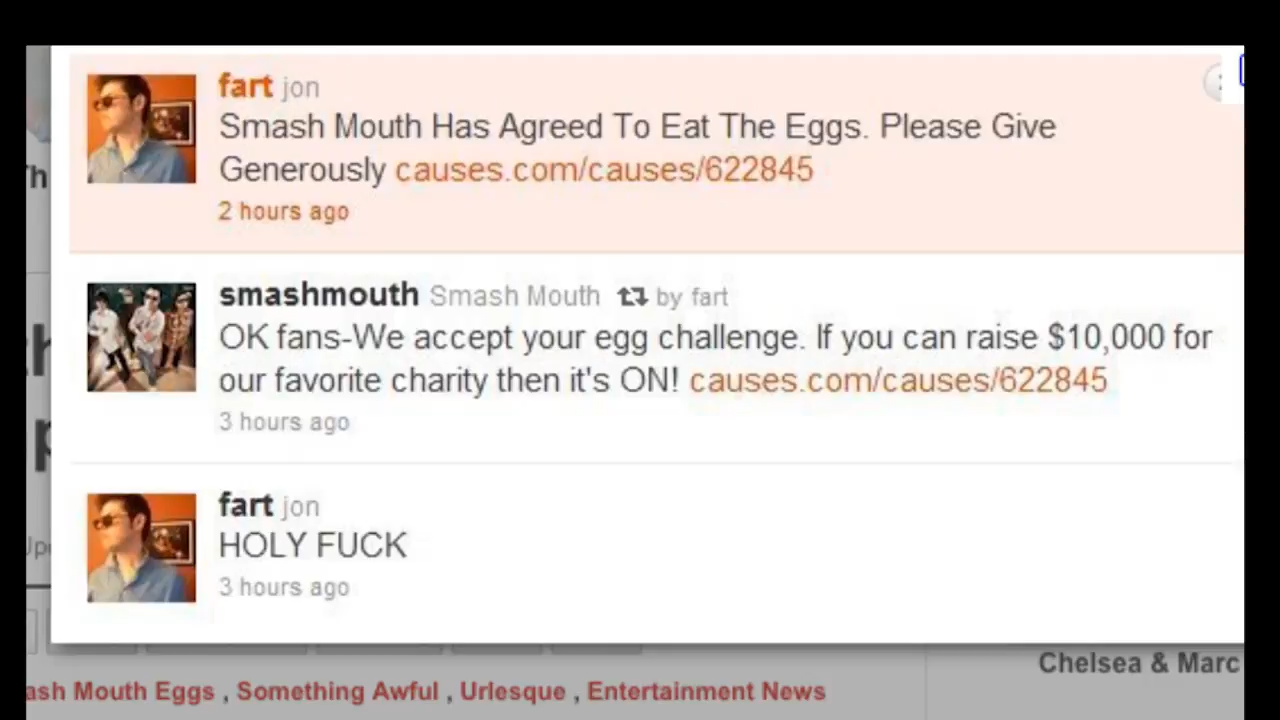 fart jon
Smash Mouth Has Agreed To Eat The Eggs. Please Give
Generously causes.com/causes/622845
2 hours ago
smashmouth Smash Mouth by fart
OK fans-We accept your egg challenge. If you can raise $10,000 for
our favorite charity then it's ON! causes.com/causes/622845
3 hours ago
fart jon
HOLY FUCK
3 hours ago
Chelsea & Marc
ash Mouth Eggs , Something Awful , Urlesque , Entertainment News